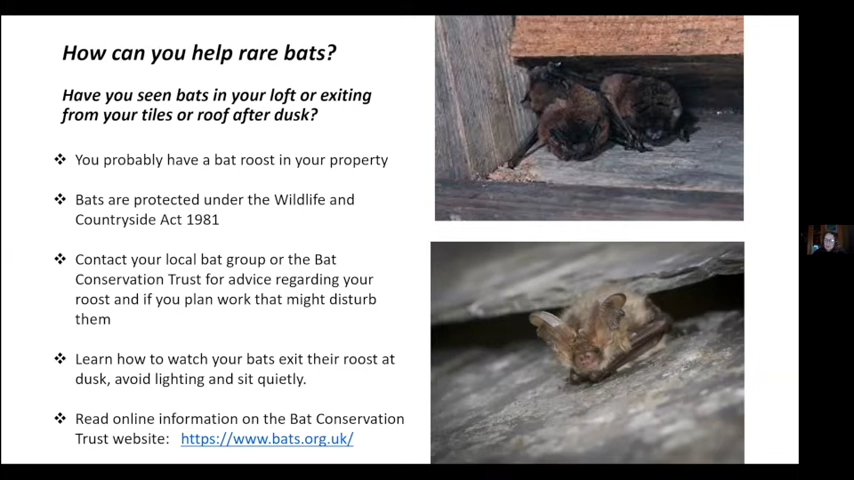 How can you help rare bats?
Have you seen bats in your loft or exiting
from your tiles or roof after dusk?
❖ You probably have a bat roost in your property
❖ Bats are protected under the Wildlife and
Countryside Act 1981
❖ Contact your local bat group or the Bat
Conservation Trust for advice regarding your
roost and if you plan work that might disturb
them
❖ Learn how to watch your bats exit their roost at
dusk, avoid lighting and sit quietly.
❖ Read online information on the Bat Conservation
Trust website: https://www.bats.org.uk/